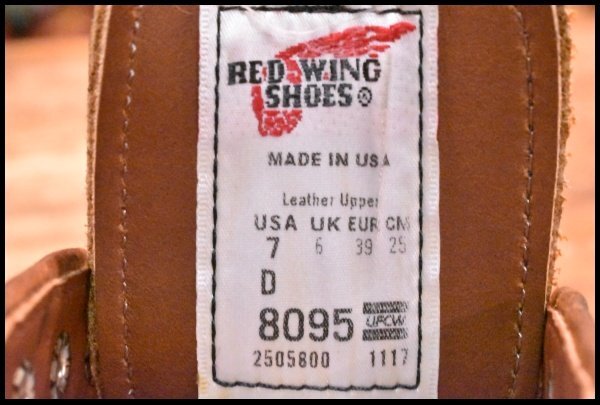 RED WING
SHOES®
MADE IN USA
Leather Upper
USA UK EUR CM
7 6 39 25
D
8095 UFCW
2505800 1117